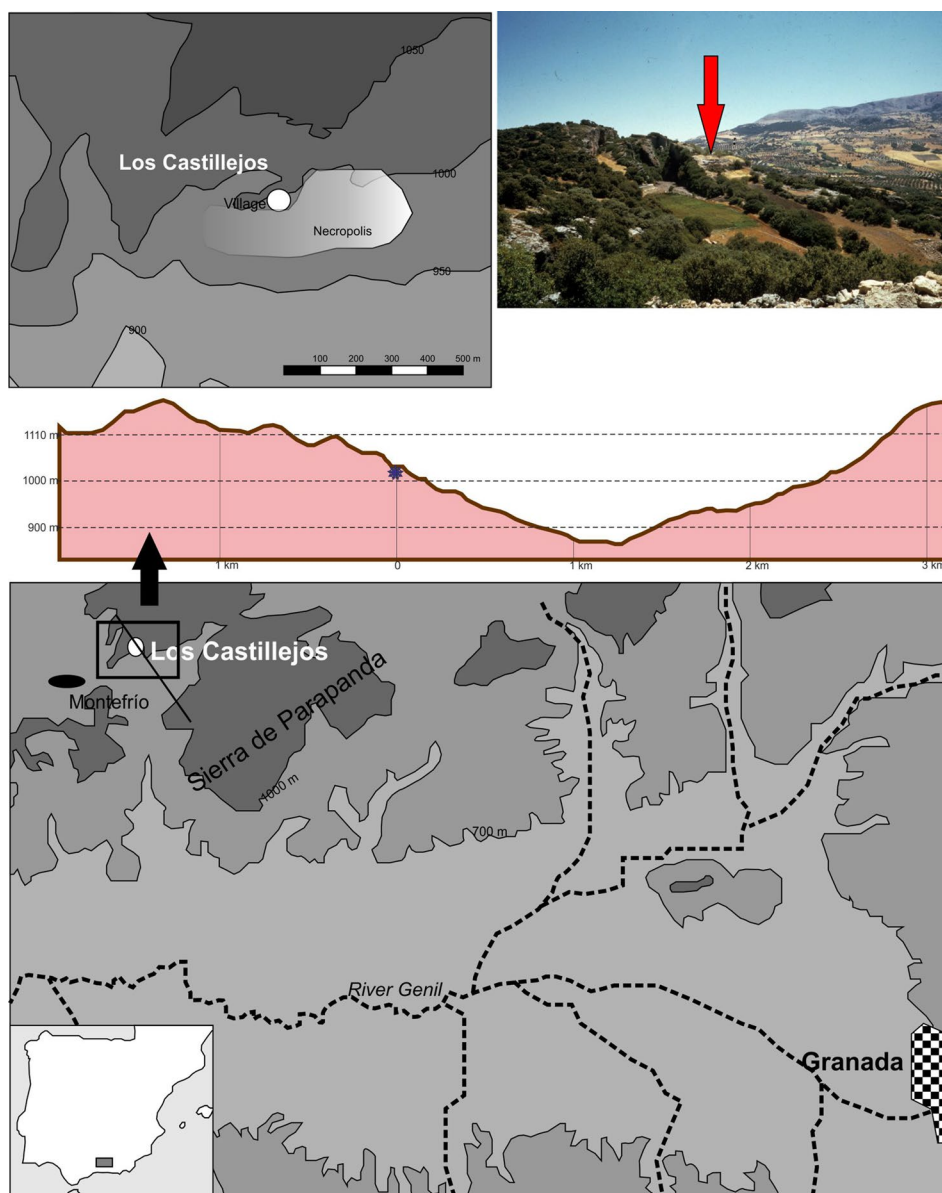 1050
Los Castillejos
1000
Village
Necropolis
950
900
100 200 300 400 500 m
1110 m
1000 m
900 m
1 km 0 1 km 2 km 3 km
Los Castillejos
Montefrío
Sierra de Parapanda
1000 m
700 m
River Genil
Granada